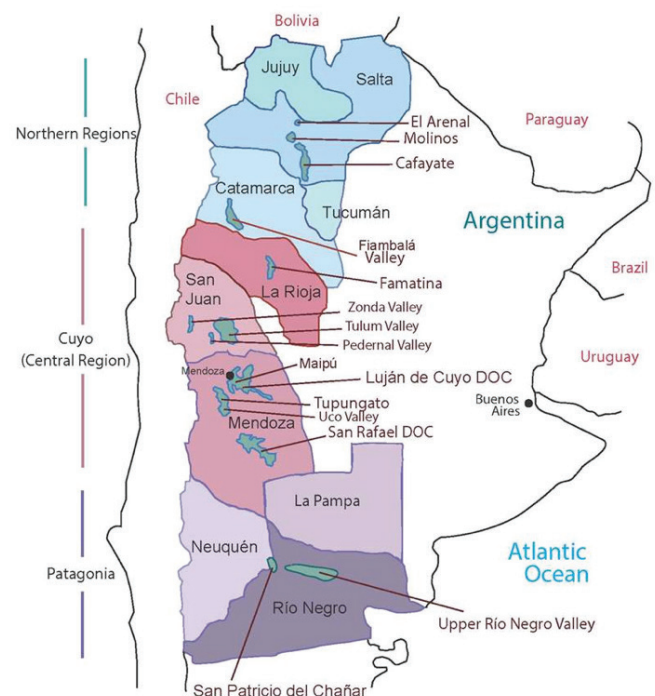 Bolivia
Jujuy
Salta
Chile
El Arenal
Paraguay
Northern Regions
Molinos
Cafayate
Catamarca
Tucumán
Argentina
Fiambalá
Valley
Brazil
San
Juan
La Rioja
Famatina
Zonda Valley
Tulum Valley
Cuyo
(Central Region)
Pedernal Valley
Uruguay
Maipú
Mendoza
Luján de Cuyo DOC
Tupungato
Uco Valley
Buenos
Aires
Mendoza
San Rafael DOC
La Pampa
Neuquén
Atlantic
Ocean
Patagonia
Río Negro
Upper Río Negro Valley
San Patricio del Chañar